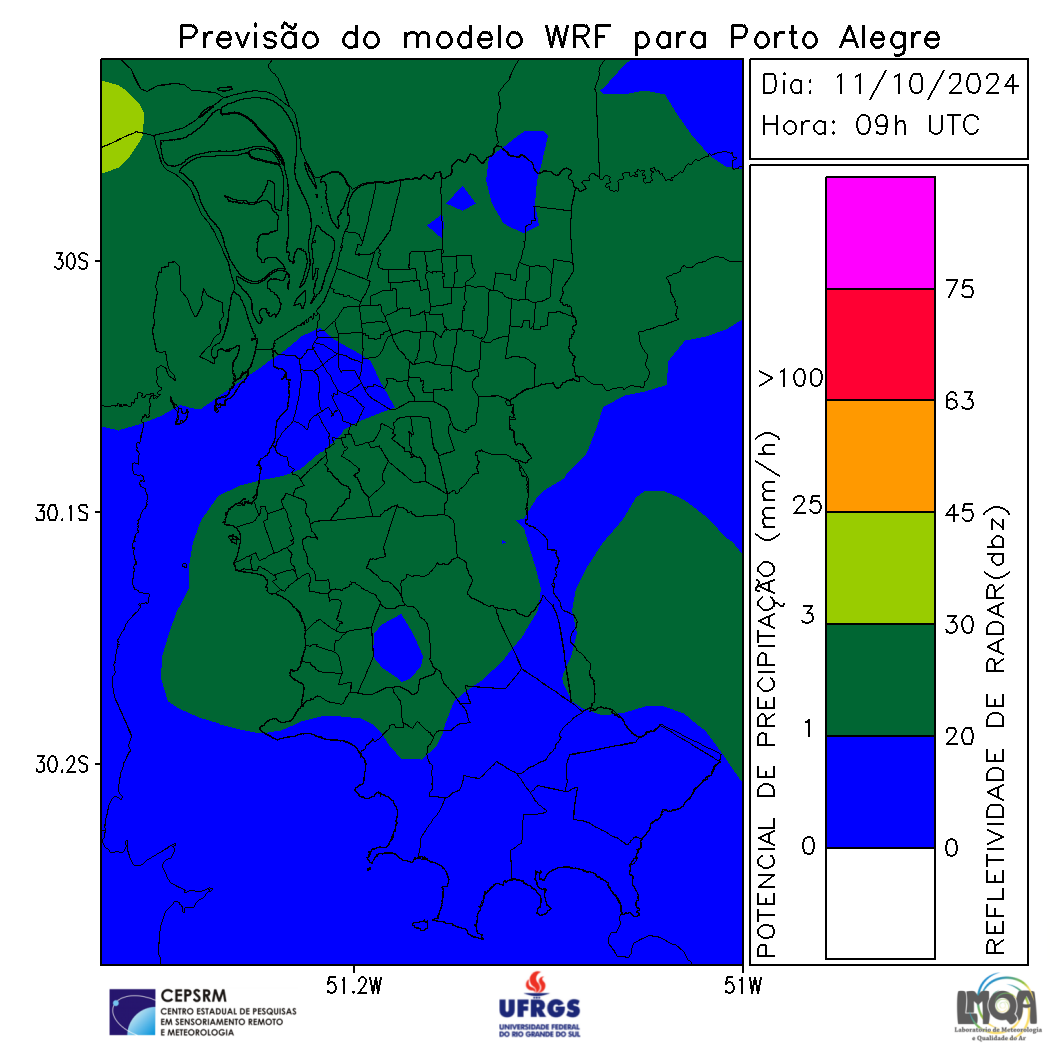 Previsão do modelo WRF para Porto Alegre
Dia: 11/10/2024
Hora: 09h UTC
30S
30.1S
30.2S
51.2W
51W
POTENCIAL DE PRECIPITAÇÃO (mm/h)
>100
25
3
1
0
75
63
45
30
20
0
REFLETIVIDADE DE RADAR(dbz)
CEPSRM
CENTRO ESTADUAL DE PESQUISAS
EM SENSORIAMENTO REMOTO
E METEOROLOGIA
UFRGS
UNIVERSIDADE FEDERAL
DO RIO GRANDE DO SUL
LMQA
Laboratório de Meteorologia
e Qualidade do Ar